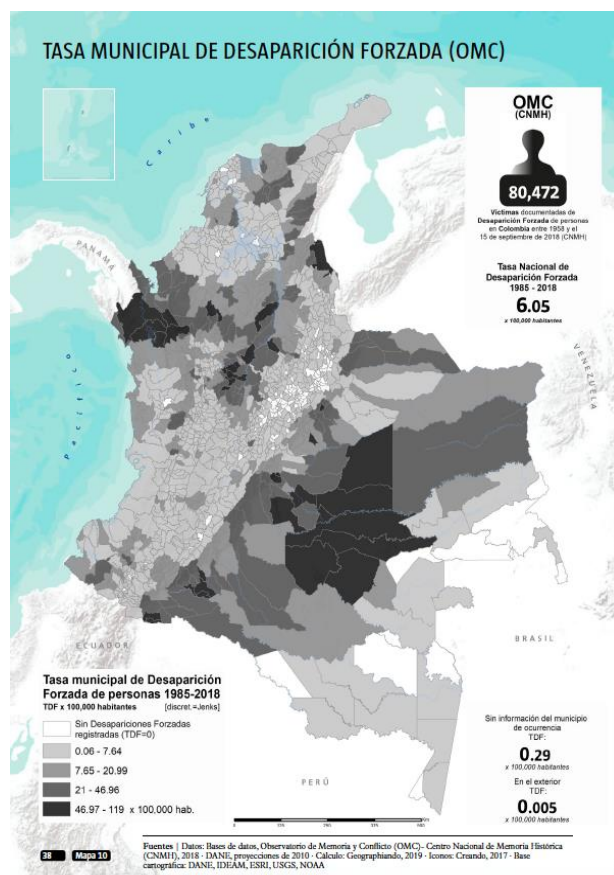 TASA MUNICIPAL DE DESAPARICIÓN FORZADA (OMC)
Caribe
PANAMÁ
Pacífico
VENEZUELA
BRASIL
ECUADOR
PERÚ
OMC
(CNMH)
80,472
Víctimas documentadas de
Desaparición Forzada de personas
en Colombia entre 1958 y el
15 de septiembre de 2018 (CNMH)
Tasa Nacional de
Desaparición Forzada
1985 - 2018
6.05
x 100,000 habitantes
Tasa municipal de Desaparición
Forzada de personas 1985-2018
TDF x 100,000 habitantes [discret.=Jenks]
Sin Desapariciones Forzadas
registradas (TDF=0)
0.06 - 7.64
7.65 - 20.99
21 - 46.96
46.97 - 119 x 100,000 hab.
Sin información del municipio
de ocurrencia
TDF:
0.29
x 100,000 habitantes
En el exterior
TDF:
0.005
x 100,000 habitantes
38 Mapa 10
Fuentes | Datos: Bases de datos, Observatorio de Memoria y Conflicto (OMC)- Centro Nacional de Memoria Histórica
(CNMH), 2018 · DANE, proyecciones de 2010 · Cálculo: Geographiando, 2019 · Iconos: Creando, 2017 · Base
cartográfica: DANE, IDEAM, ESRI, USGS, NOAA